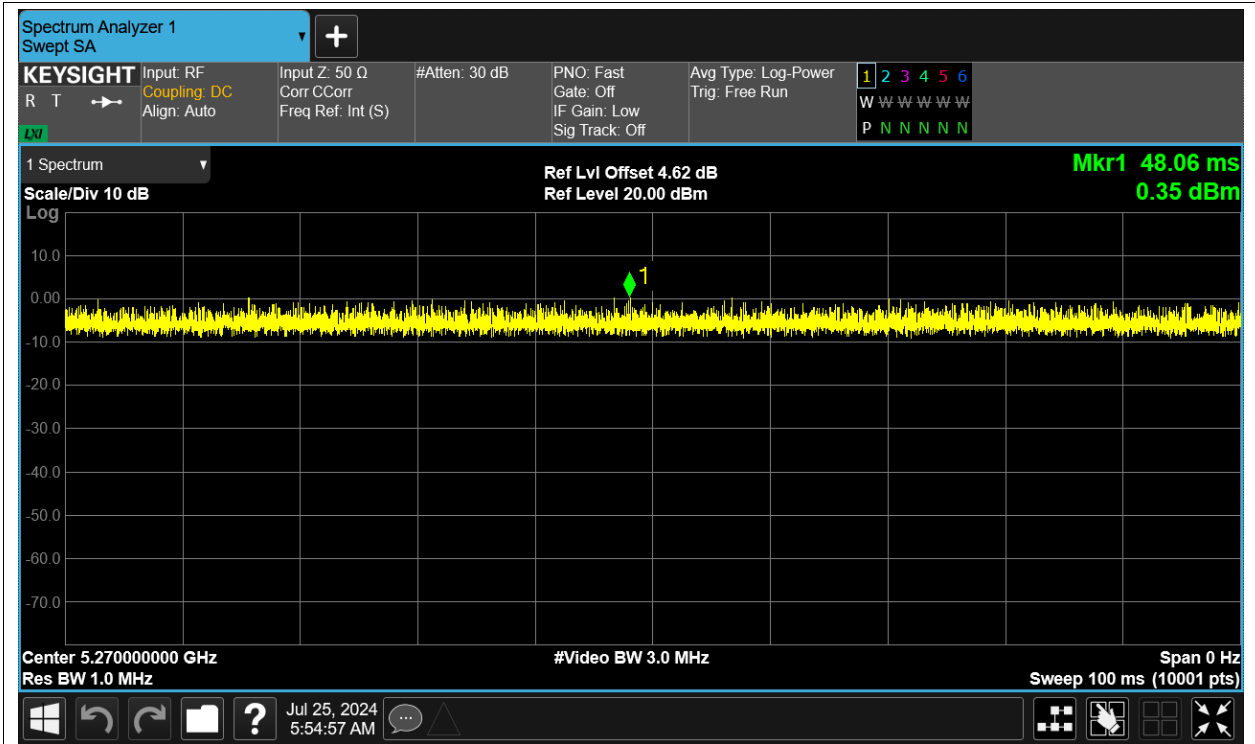 Spectrum Analyzer 1
Swept SA
KEYSIGHT
R T
LXI
Input: RF
Coupling: DC
Align: Auto
Input Z: 50 Ω
Corr CCorr
Freq Ref: Int (S)
#Atten: 30 dB
PNO: Fast
Gate: Off
IF Gain: Low
Sig Track: Off
Avg Type: Log-Power
Trig: Free Run
1 2 3 4 5 6
W W W W W W
P N N N N N
1 Spectrum
Scale/Div 10 dB
Ref Lvl Offset 4.62 dB
Ref Level 20.00 dBm
Mkr1 48.06 ms
0.35 dBm
Log
10.0
0.00
-10.0
-20.0
-30.0
-40.0
-50.0
-60.0
-70.0
1
Center 5.270000000 GHz
Res BW 1.0 MHz
#Video BW 3.0 MHz
Span 0 Hz
Sweep 100 ms (10001 pts)
?
Jul 25, 2024
5:54:57 AM